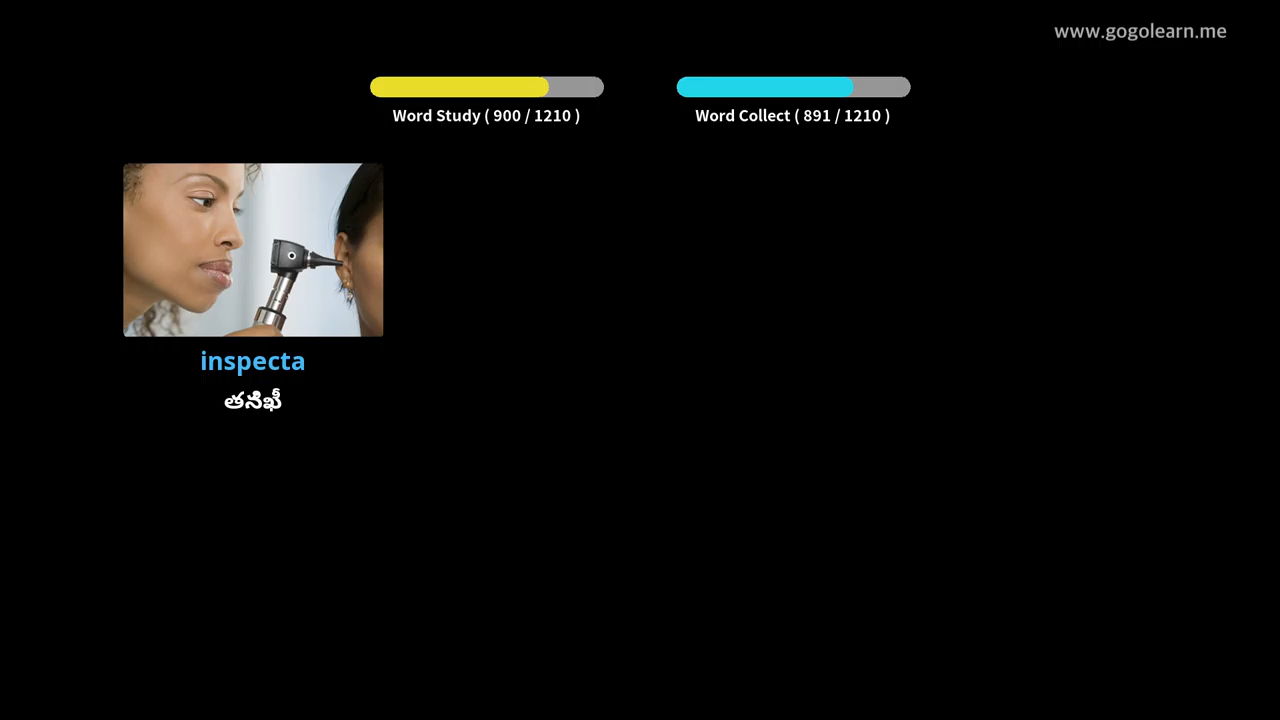 www.gogolearn.me
Word Study ( 900 / 1210 )
Word Collect ( 891 / 1210 )
inspecta
తనిఖీ